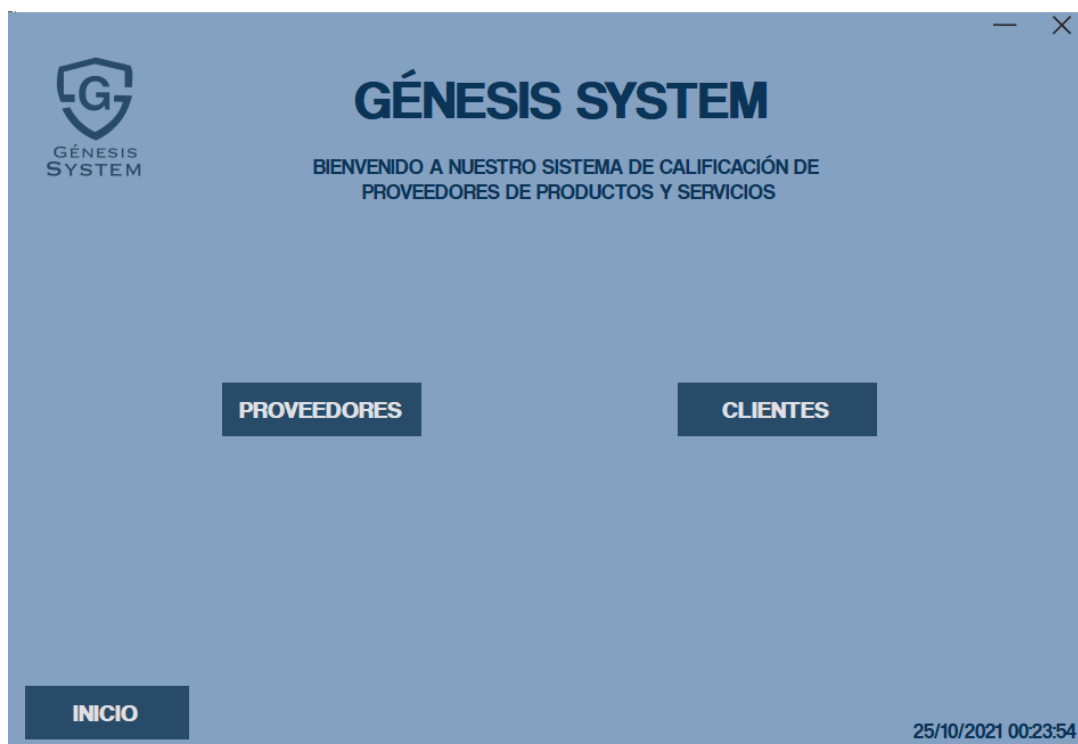 G
GÉNESIS
SYSTEM
GÉNESIS SYSTEM
BIENVENIDO A NUESTRO SISTEMA DE CALIFICACIÓN DE
PROVEEDORES DE PRODUCTOS Y SERVICIOS
PROVEEDORES
CLIENTES
INICIO
25/10/2021 00:23:54